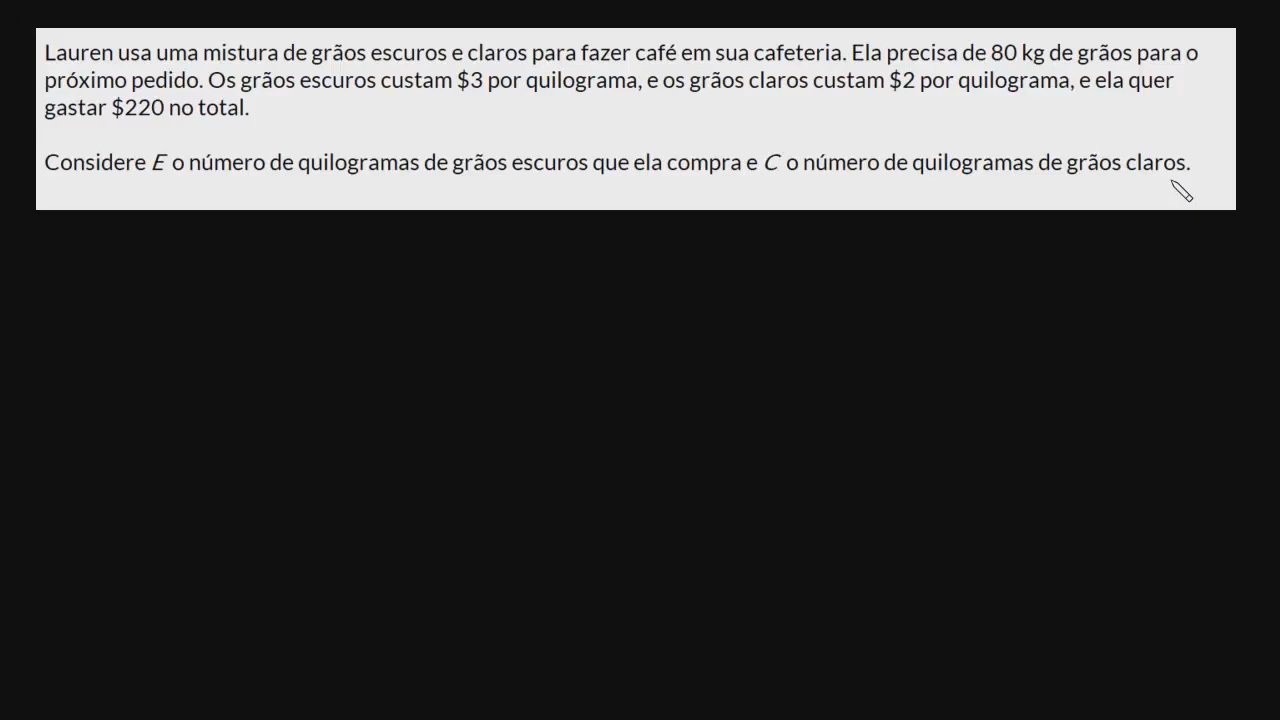 Lauren usa uma mistura de grãos escuros e claros para fazer café em sua cafeteria. Ela precisa de 80 kg de grãos para o
próximo pedido. Os grãos escuros custam $3 por quilograma, e os grãos claros custam $2 por quilograma, e ela quer
gastar $220 no total.
Considere E o número de quilogramas de grãos escuros que ela compra e C o número de quilogramas de grãos claros.